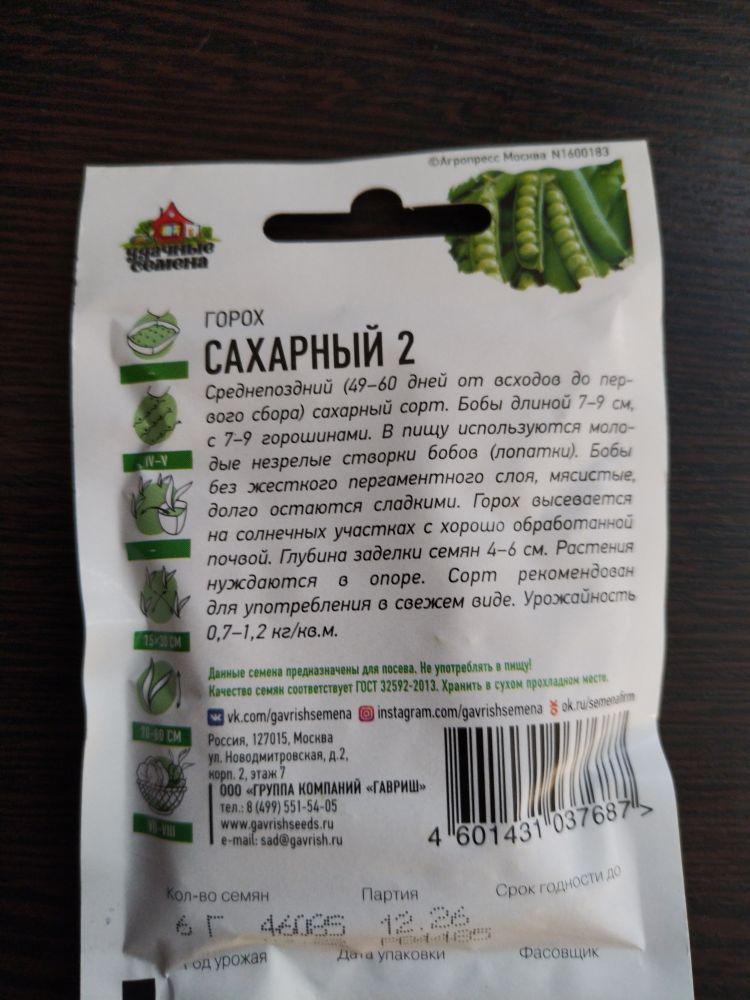 ©Агропресс Москва N1600183
Удачные
семена
ГОРОХ
САХАРНЫЙ 2
Среднепоздний (49–60 дней от всходов до пер-
вого сбора) сахарный сорт. Бобы длиной 7–9 см,
с 7–9 горошинами. В пищу используются моло-
дые незрелые створки бобов (лопатки). Бобы
без жесткого пергаментного слоя, мясистые,
долго остаются сладкими. Горох высевается
на солнечных участках с хорошо обработанной
почвой. Глубина заделки семян 4–6 см. Растения
нуждаются в опоре. Сорт рекомендован
для употребления в свежем виде. Урожайность
0,7–1,2 кг/кв.м.
-
IV–V
-
15×30 СМ
70-80 СМ
VII–VIII
Данные семена предназначены для посева. Не употреблять в пищу!
Качество семян соответствует ГОСТ 32592-2013. Хранить в сухом прохладном месте.
vk.com/gavrishsemena instagram.com/gavrishsemena ok.ru/semenafirm
Россия, 127015, Москва
ул. Новодмитровская, д.2,
корп. 2, этаж 7
ООО «ГРУППА КОМПАНИЙ «ГАВРИШ»
тел.: 8 (499) 551-54-05
www.gavrishseeds.ru
e-mail: sad@gavrish.ru
4 601431 037687 >
Кол-во семян Партия Срок годности до
6 Г 46085 12.26
Год урожая Дата упаковки Фасовщик